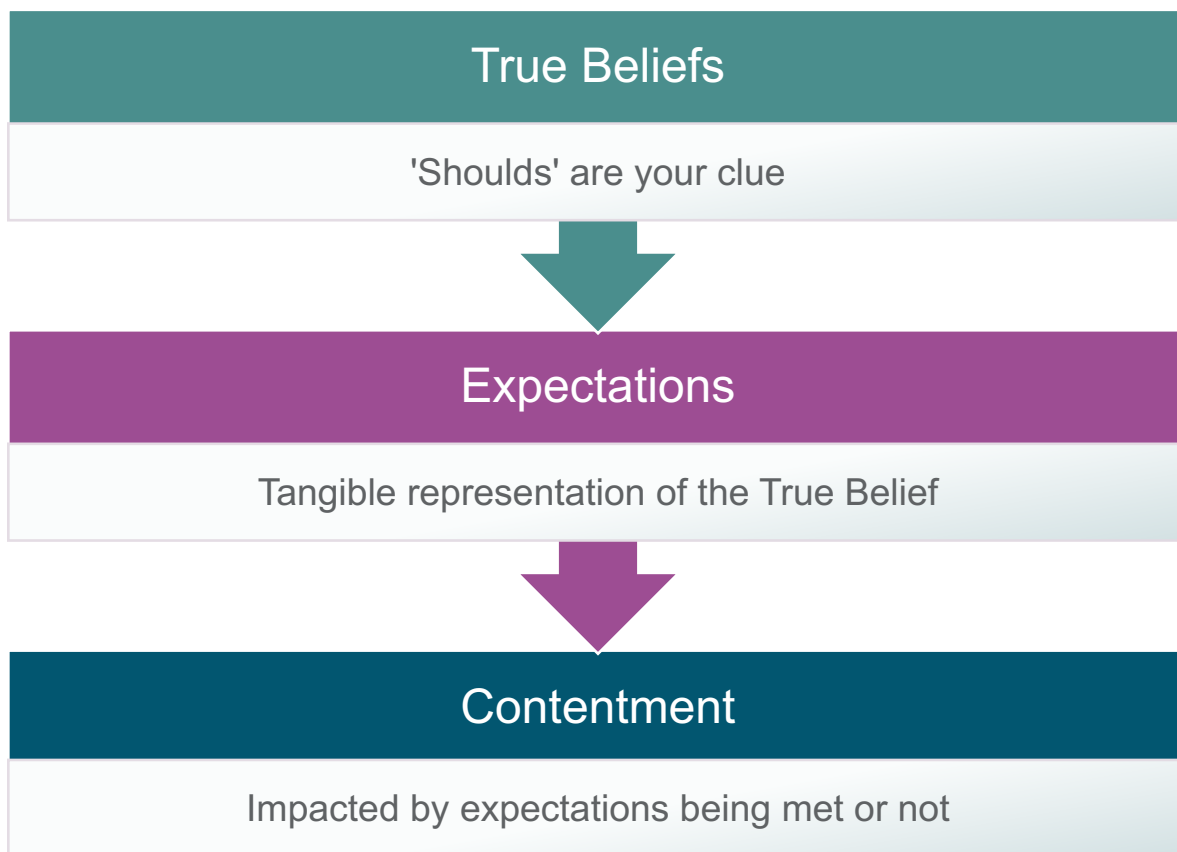 True Beliefs
'Shoulds' are your clue
Expectations
Tangible representation of the True Belief
Contentment
Impacted by expectations being met or not